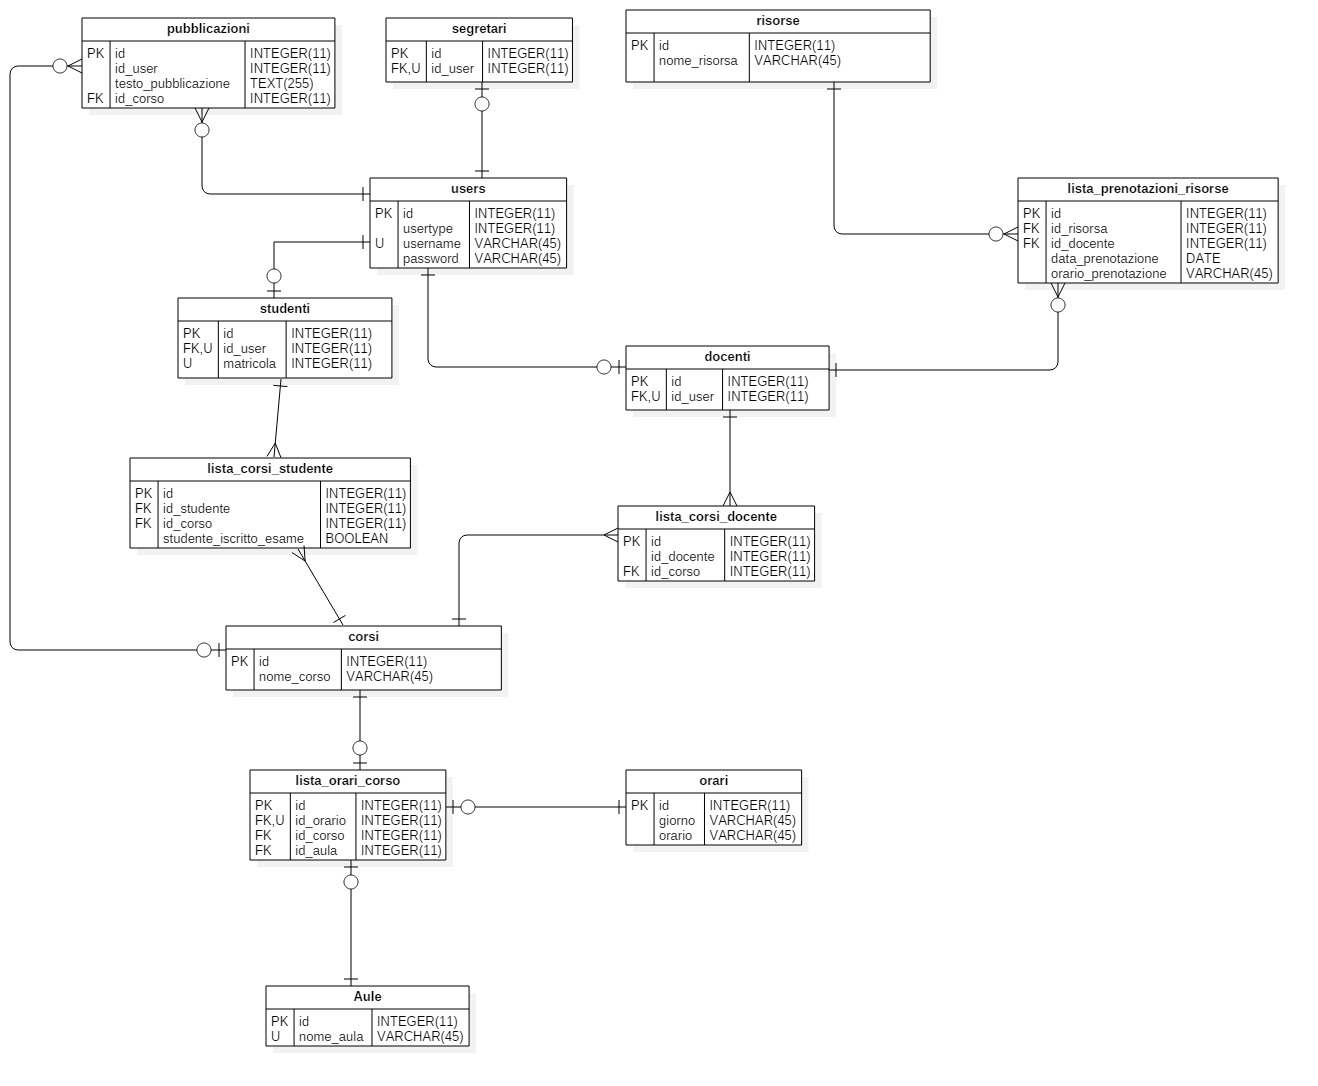 pubblicazioni
PK id INTEGER(11)
id_user INTEGER(11)
testo_pubblicazione TEXT(255)
FK id_corso INTEGER(11)
segretari
PK id INTEGER(11)
FK,U id_user INTEGER(11)
risorse
PK id INTEGER(11)
nome_risorsa VARCHAR(45)
users
PK id INTEGER(11)
usertype INTEGER(11)
U username VARCHAR(45)
password VARCHAR(45)
lista_prenotazioni_risorse
PK id INTEGER(11)
FK id_risorsa INTEGER(11)
FK id_docente INTEGER(11)
data_prenotazione DATE
orario_prenotazione VARCHAR(45)
studenti
PK id INTEGER(11)
FK,U id_user INTEGER(11)
U matricola INTEGER(11)
docenti
PK id INTEGER(11)
FK,U id_user INTEGER(11)
lista_corsi_studente
PK id INTEGER(11)
FK id_studente INTEGER(11)
FK id_corso INTEGER(11)
studente_iscritto_esame BOOLEAN
lista_corsi_docente
PK id INTEGER(11)
id_docente INTEGER(11)
FK id_corso INTEGER(11)
corsi
PK id INTEGER(11)
nome_corso VARCHAR(45)
lista_orari_corso
PK id INTEGER(11)
FK,U id_orario INTEGER(11)
FK id_corso INTEGER(11)
FK id_aula INTEGER(11)
orari
PK id INTEGER(11)
giorno VARCHAR(45)
orario VARCHAR(45)
Aule
PK id INTEGER(11)
U nome_aula VARCHAR(45)